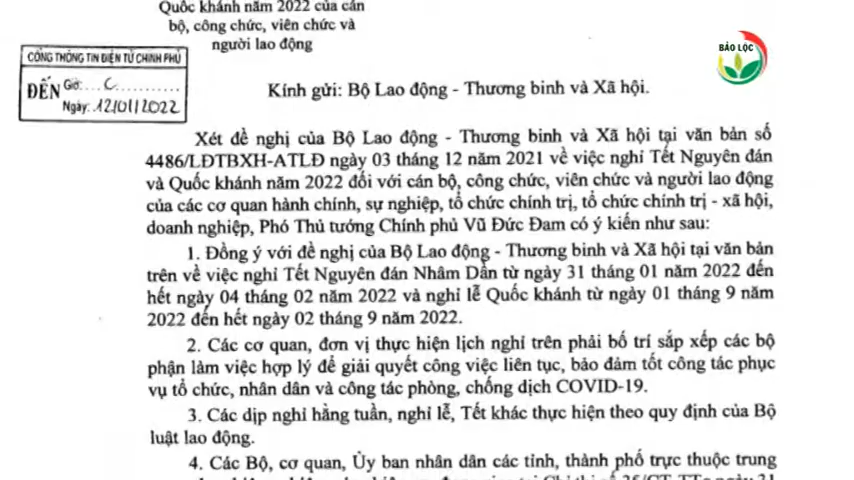 Quốc khánh năm 2022 của cán
bộ, công chức, viên chức và
người lao động
BẢO LỘC
CỔNG THÔNG TIN ĐIỆN TỬ CHÍNH PHỦ
ĐẾN Giờ:.....C.....
Ngày: 12/01/2022
Kính gửi: Bộ Lao động - Thương binh và Xã hội.
Xét đề nghị của Bộ Lao động - Thương binh và Xã hội tại văn bản số
4486/LĐTBXH-ATLĐ ngày 03 tháng 12 năm 2021 về việc nghỉ Tết Nguyên đán
và Quốc khánh năm 2022 đối với cán bộ, công chức, viên chức và người lao động
của các cơ quan hành chính, sự nghiệp, tổ chức chính trị, tổ chức chính trị - xã hội,
doanh nghiệp, Phó Thủ tướng Chính phủ Vũ Đức Đam có ý kiến như sau:
1. Đồng ý với đề nghị của Bộ Lao động - Thương binh và Xã hội tại văn bản
trên về việc nghỉ Tết Nguyên đán Nhâm Dần từ ngày 31 tháng 01 năm 2022 đến
hết ngày 04 tháng 02 năm 2022 và nghỉ lễ Quốc khánh từ ngày 01 tháng 9 năm
2022 đến hết ngày 02 tháng 9 năm 2022.
2. Các cơ quan, đơn vị thực hiện lịch nghỉ trên phải bố trí sắp xếp các bộ
phận làm việc hợp lý để giải quyết công việc liên tục, bảo đảm tốt công tác phục
vụ tổ chức, nhân dân và công tác phòng, chống dịch COVID-19.
3. Các dịp nghỉ hằng tuần, nghỉ lễ, Tết khác thực hiện theo quy định của Bộ
luật lao động.
4. Các Bộ, cơ quan, Ủy ban nhân dân các tỉnh, thành phố trực thuộc trung